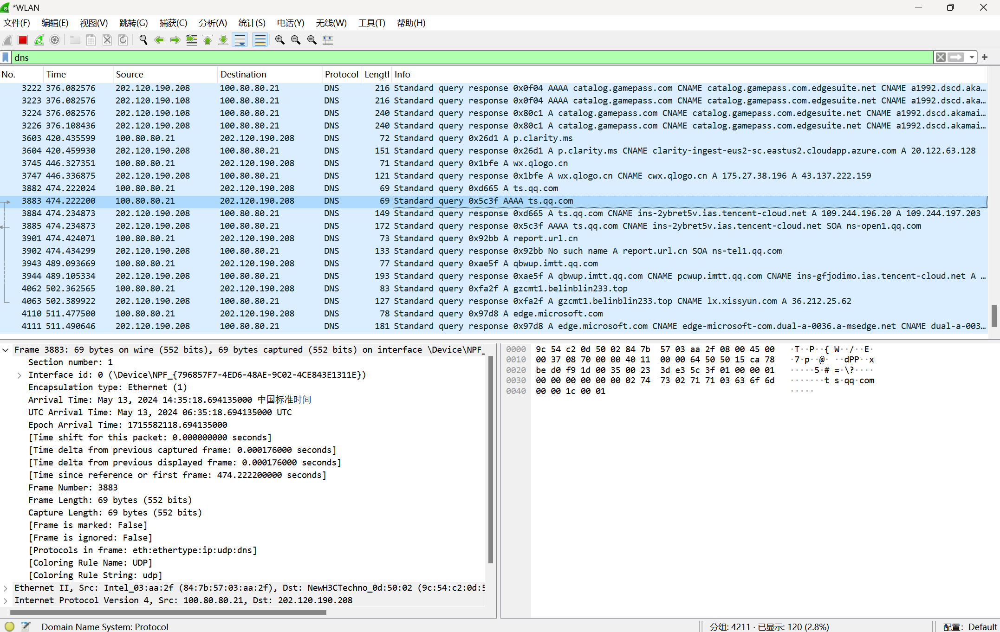 *WLAN
文件(F) 编辑(E) 视图(V) 跳转(G) 捕获(C) 分析(A) 统计(S) 电话(Y) 无线(W) 工具(T) 帮助(H)
dns
No. Time Source Destination Protocol Lengtl Info
3222 376.082576 202.120.190.208 100.80.80.21 DNS 216 Standard query response 0x0f04 AAAA catalog.gamepass.com CNAME catalog.gamepass.com.edgesuite.net CNAME a1992.dscd.aka…
3223 376.082576 202.120.190.108 100.80.80.21 DNS 216 Standard query response 0x0f04 AAAA catalog.gamepass.com CNAME catalog.gamepass.com.edgesuite.net CNAME a1992.dscd.aka…
3224 376.082576 202.120.190.108 100.80.80.21 DNS 240 Standard query response 0x80c1 A catalog.gamepass.com CNAME catalog.gamepass.com.edgesuite.net CNAME a1992.dscd.akamai…
3226 376.108436 202.120.190.208 100.80.80.21 DNS 240 Standard query response 0x80c1 A catalog.gamepass.com CNAME catalog.gamepass.com.edgesuite.net CNAME a1992.dscd.akamai…
3603 420.435599 100.80.80.21 202.120.190.208 DNS 72 Standard query 0x26d1 A p.clarity.ms
3604 420.459930 202.120.190.208 100.80.80.21 DNS 151 Standard query response 0x26d1 A p.clarity.ms CNAME clarity-ingest-eus2-sc.eastus2.cloudapp.azure.com A 20.122.63.128
3745 446.327351 100.80.80.21 202.120.190.208 DNS 71 Standard query 0x1bfe A wx.qlogo.cn
3747 446.336875 202.120.190.208 100.80.80.21 DNS 121 Standard query response 0x1bfe A wx.qlogo.cn CNAME cwx.qlogo.cn A 175.27.38.196 A 43.137.222.159
3882 474.222024 100.80.80.21 202.120.190.208 DNS 69 Standard query 0xd665 A ts.qq.com
3883 474.222200 100.80.80.21 202.120.190.208 DNS 69 Standard query 0x5c3f AAAA ts.qq.com
3884 474.234873 202.120.190.208 100.80.80.21 DNS 149 Standard query response 0xd665 A ts.qq.com CNAME ins-2ybret5v.ias.tencent-cloud.net A 109.244.196.20 A 109.244.197.203
3885 474.234873 202.120.190.208 100.80.80.21 DNS 172 Standard query response 0x5c3f AAAA ts.qq.com CNAME ins-2ybret5v.ias.tencent-cloud.net SOA ns-open1.qq.com
3901 474.424071 100.80.80.21 202.120.190.208 DNS 73 Standard query 0x92bb A report.url.cn
3902 474.434299 202.120.190.208 100.80.80.21 DNS 133 Standard query response 0x92bb No such name A report.url.cn SOA ns-tel1.qq.com
3943 489.093669 100.80.80.21 202.120.190.208 DNS 77 Standard query 0xae5f A qbwup.imtt.qq.com
3944 489.105334 202.120.190.208 100.80.80.21 DNS 193 Standard query response 0xae5f A qbwup.imtt.qq.com CNAME pcwup.imtt.qq.com CNAME ins-gfjodimo.ias.tencent-cloud.net A …
4062 502.362565 100.80.80.21 202.120.190.208 DNS 83 Standard query 0xfa2f A gzcmt1.belinblin233.top
4063 502.389922 202.120.190.208 100.80.80.21 DNS 127 Standard query response 0xfa2f A gzcmt1.belinblin233.top CNAME lx.xissyun.com A 36.212.25.62
4110 511.477500 100.80.80.21 202.120.190.208 DNS 78 Standard query 0x97d8 A edge.microsoft.com
4111 511.490646 202.120.190.208 100.80.80.21 DNS 181 Standard query response 0x97d8 A edge.microsoft.com CNAME edge-microsoft-com.dual-a-0036.a-msedge.net CNAME dual-a-003…
Frame 3883: 69 bytes on wire (552 bits), 69 bytes captured (552 bits) on interface \Device\NPF_
Section number: 1
Interface id: 0 (\Device\NPF_{796857F7-4ED6-48AE-9C02-4CE843E1311E})
Encapsulation type: Ethernet (1)
Arrival Time: May 13, 2024 14:35:18.694135000 中国标准时间
UTC Arrival Time: May 13, 2024 06:35:18.694135000 UTC
Epoch Arrival Time: 1715582118.694135000
[Time shift for this packet: 0.000000000 seconds]
[Time delta from previous captured frame: 0.000176000 seconds]
[Time delta from previous displayed frame: 0.000176000 seconds]
[Time since reference or first frame: 474.222200000 seconds]
Frame Number: 3883
Frame Length: 69 bytes (552 bits)
Capture Length: 69 bytes (552 bits)
[Frame is marked: False]
[Frame is ignored: False]
[Protocols in frame: eth:ethertype:ip:udp:dns]
[Coloring Rule Name: UDP]
[Coloring Rule String: udp]
Ethernet II, Src: Intel_03:aa:2f (84:7b:57:03:aa:2f), Dst: NewH3CTechno_0d:50:02 (9c:54:c2:0d:5
Internet Protocol Version 4, Src: 100.80.80.21, Dst: 202.120.190.208
0000 9c 54 c2 0d 50 02 84 7b 57 03 aa 2f 08 00 45 00 ·T··P··{ W··/··E·
0010 00 37 08 70 00 00 40 11 00 00 64 50 50 15 ca 78 ·7·p··@· ··dPP··x
0020 be d0 f9 1d 00 35 00 23 3d e3 5c 3f 01 00 00 01 ·····5·# =·\?····
0030 00 00 00 00 00 00 02 74 73 02 71 71 03 63 6f 6d ·······t s·qq·com
0040 00 00 1c 00 01 ·····
Domain Name System: Protocol
分组: 4211 · 已显示: 120 (2.8%)
配置: Default